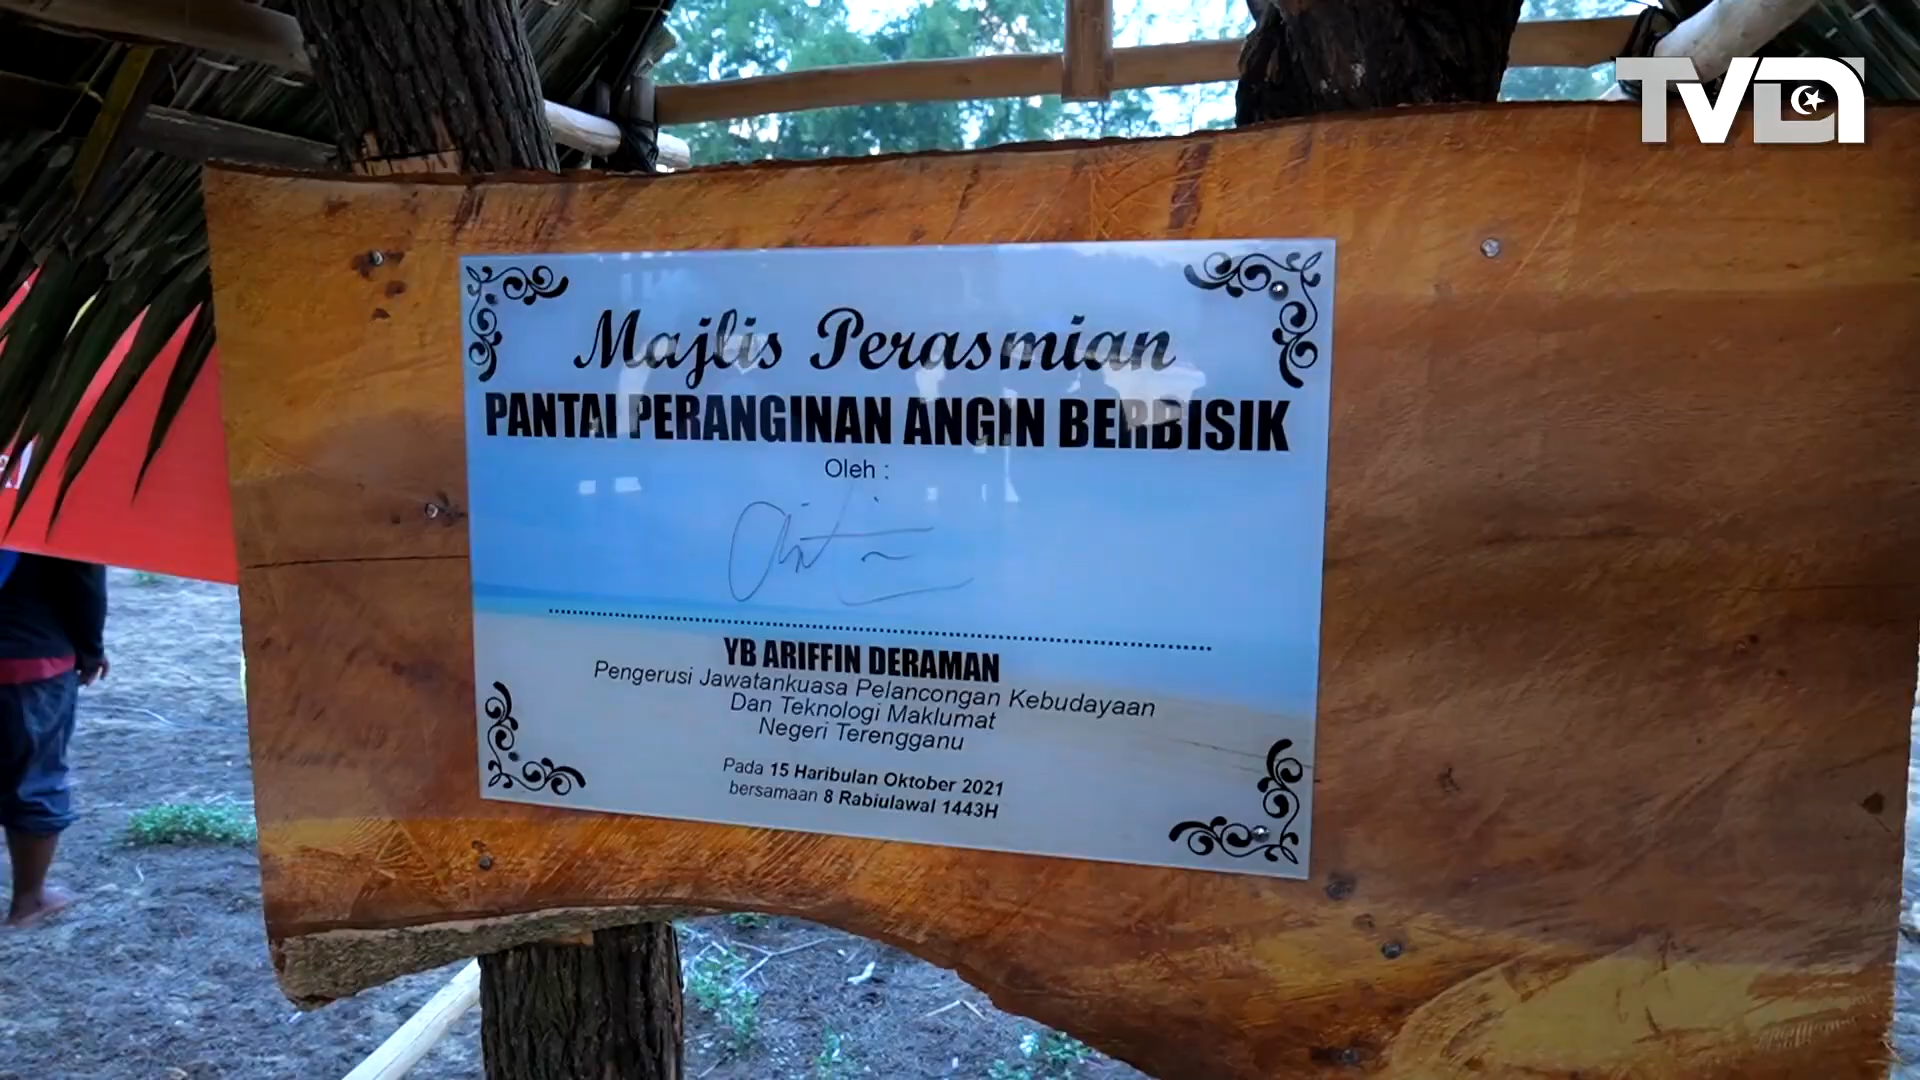 TVDT
Majlis Perasmian
PANTAI PERANGINAN ANGIN BERBISIK
Oleh :
YB ARIFFIN DERAMAN
Pengerusi Jawatankuasa Pelancongan Kebudayaan
Dan Teknologi Maklumat
Negeri Terengganu
Pada 15 Haribulan Oktober 2021
bersamaan 8 Rabiulawal 1443H